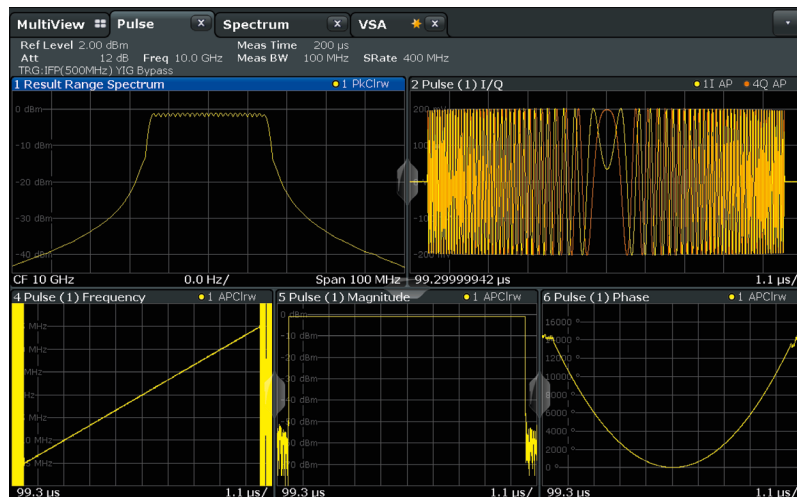 MultiView Pulse X Spectrum X VSA X
Ref Level 2.00 dBm Meas Time 200 µs
Att 12 dB Freq 10.0 GHz Meas BW 100 MHz SRate 400 MHz
TRG:IFP(500MHz) YIG Bypass
1 Result Range Spectrum 1 PkClrw
2 Pulse (1) I/Q 1I AP 4Q AP
0 dBm
-10 dBm
-20 dBm
-30 dBm
-40 dBm
CF 10 GHz 0.0 Hz/ Span 100 MHz
99.29999942 µs 1.1 µs/
4 Pulse (1) Frequency 1 APClrw
5 Pulse (1) Magnitude 1 APClrw
6 Pulse (1) Phase 1 APClrw
MHz
MHz
MHz
MHz
MHz
MHz
0 dBm
-10 dBm
-20 dBm
dBm
dBm
dBm
dBm
dBm
16000 °
14000 °
12000 °
10000 °
8000 °
6000 °
4000 °
2000 °
0 °
99.3 µs 1.1 µs/
99.3 µs 1.1 µs/
99.3 µs 1.1 µs/